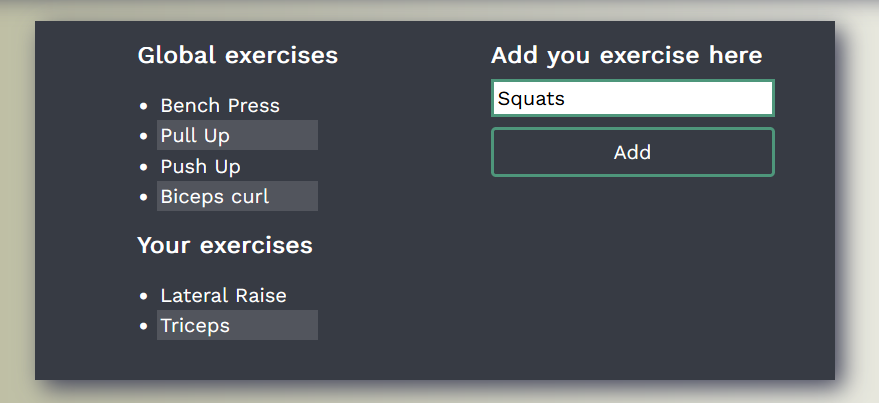 Global exercises
Bench Press
Pull Up
Push Up
Biceps curl
Your exercises
Lateral Raise
Triceps
Add you exercise here
Squats
Add